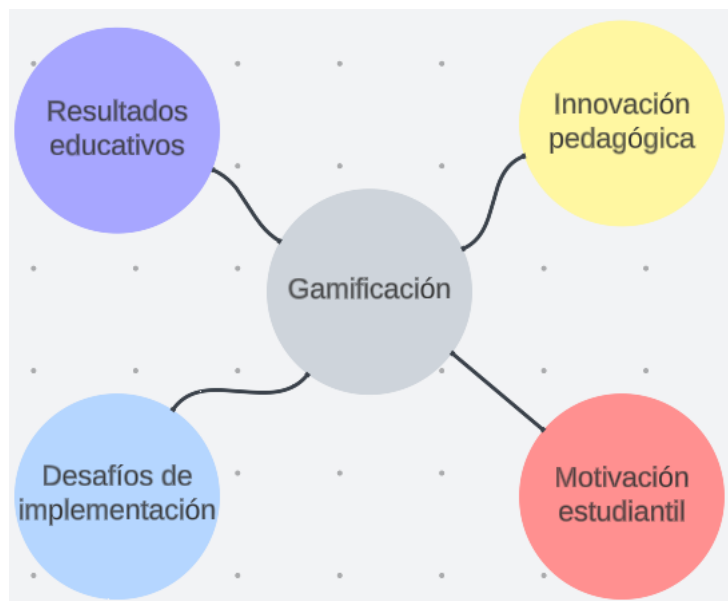 Resultados
educativos
Innovación
pedagógica
Gamificación
Desafíos de
implementación
Motivación
estudiantil